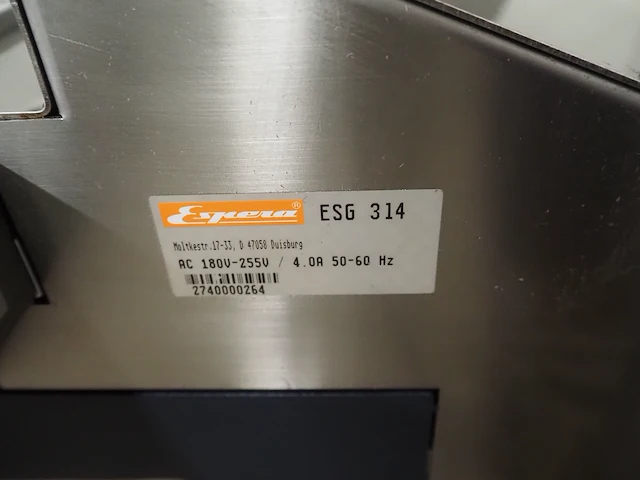 Espera® ESG 314
Moltkestr.17-33, D 47058 Duisburg
AC 180V-255V / 4.0A 50-60 Hz
2740000264